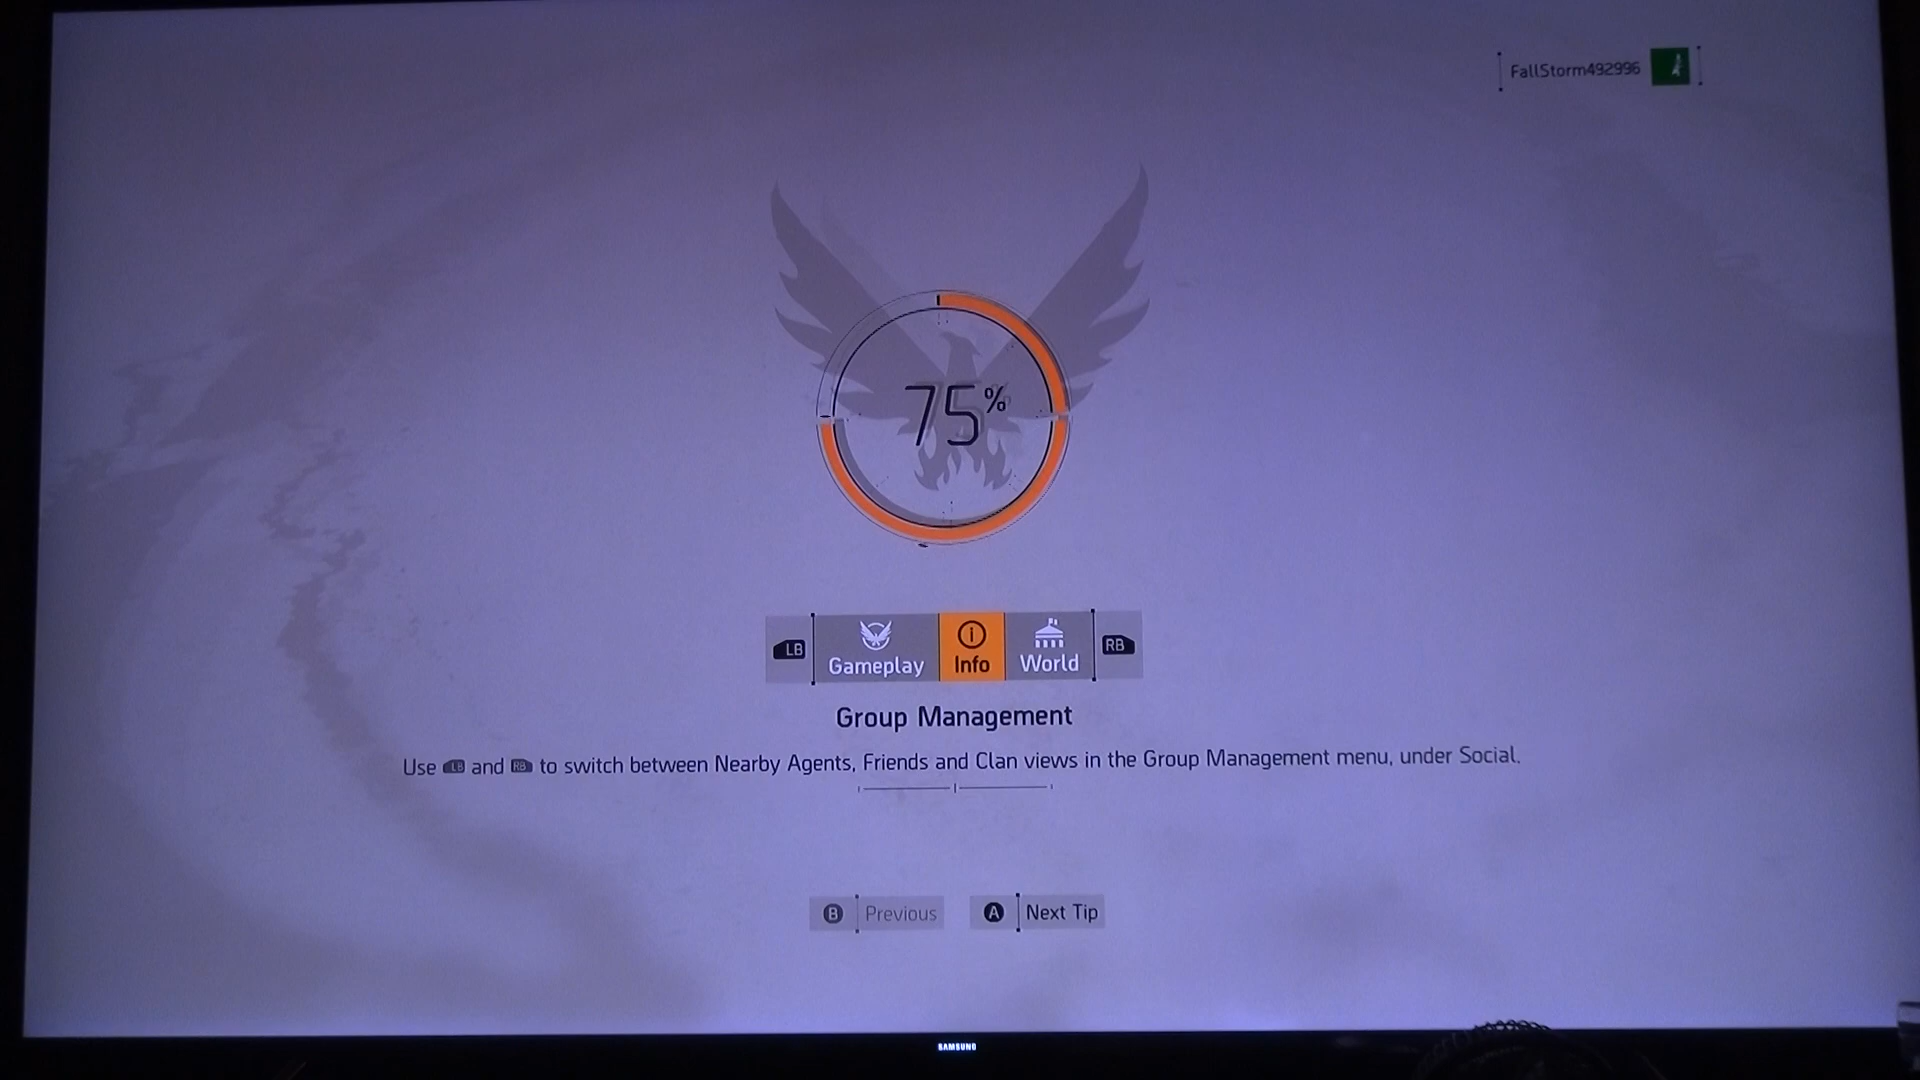 FallStorm492996
75%
LB
Gameplay
Info
World
RB
Group Management
Use LB and RB to switch between Nearby Agents, Friends and Clan views in the Group Management menu, under Social.
B Previous
A Next Tip
SAMSUNG